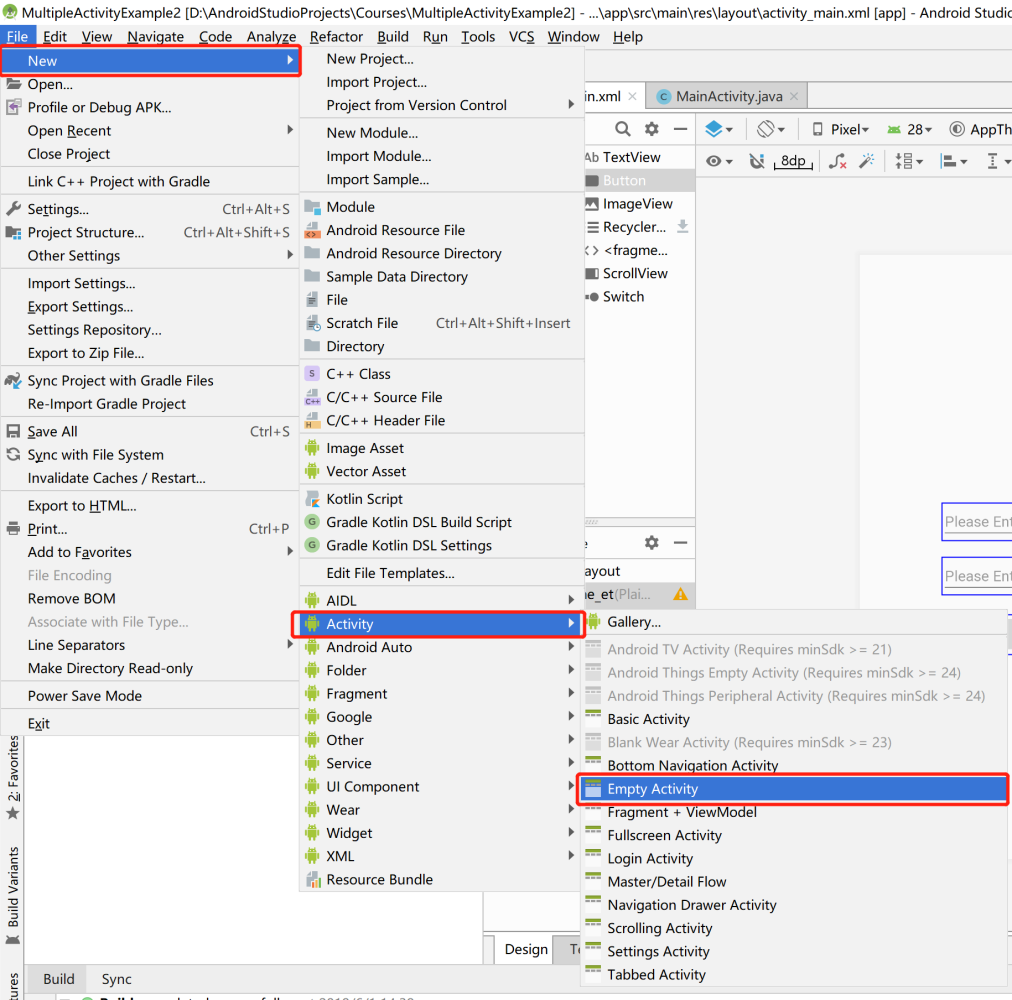 MultipleActivityExample2 [D:\AndroidStudioProjects\Courses\MultipleActivityExample2] - ...\app\src\main\res\layout\activity_main.xml [app] - Android Studio
File Edit View Navigate Code Analyze Refactor Build Run Tools VCS Window Help
New
Open...
Profile or Debug APK...
Open Recent
Close Project
Link C++ Project with Gradle
Settings... Ctrl+Alt+S
Project Structure... Ctrl+Alt+Shift+S
Other Settings
Import Settings...
Export Settings...
Settings Repository...
Export to Zip File...
Sync Project with Gradle Files
Re-Import Gradle Project
Save All Ctrl+S
Sync with File System
Invalidate Caches / Restart...
Export to HTML...
Print... Ctrl+P
Add to Favorites
File Encoding
Remove BOM
Associate with File Type...
Line Separators
Make Directory Read-only
Power Save Mode
Exit
New Project...
Import Project...
Project from Version Control
New Module...
Import Module...
Import Sample...
Module
Android Resource File
Android Resource Directory
Sample Data Directory
File
Scratch File Ctrl+Alt+Shift+Insert
Directory
S C++ Class
C++ C/C++ Source File
H C/C++ Header File
Image Asset
Vector Asset
Kotlin Script
G Gradle Kotlin DSL Build Script
G Gradle Kotlin DSL Settings
Edit File Templates...
AIDL
Activity
Android Auto
Folder
Fragment
Google
Other
Service
UI Component
Wear
Widget
XML
Resource Bundle
Gallery...
Android TV Activity (Requires minSdk >= 21)
Android Things Empty Activity (Requires minSdk >= 24)
Android Things Peripheral Activity (Requires minSdk >= 24)
Basic Activity
Blank Wear Activity (Requires minSdk >= 23)
Bottom Navigation Activity
Empty Activity
Fragment + ViewModel
Fullscreen Activity
Login Activity
Master/Detail Flow
Navigation Drawer Activity
Scrolling Activity
Settings Activity
Tabbed Activity
in.xml C MainActivity.java
Pixel 28 AppTh
8dp
Ab TextView
Button
ImageView
Recycler...
<fragme...
ScrollView
Switch
ayout
e_et(Plai...
Please Ent
Please Ent
Design
2: Favorites
Build Variants
Build Sync